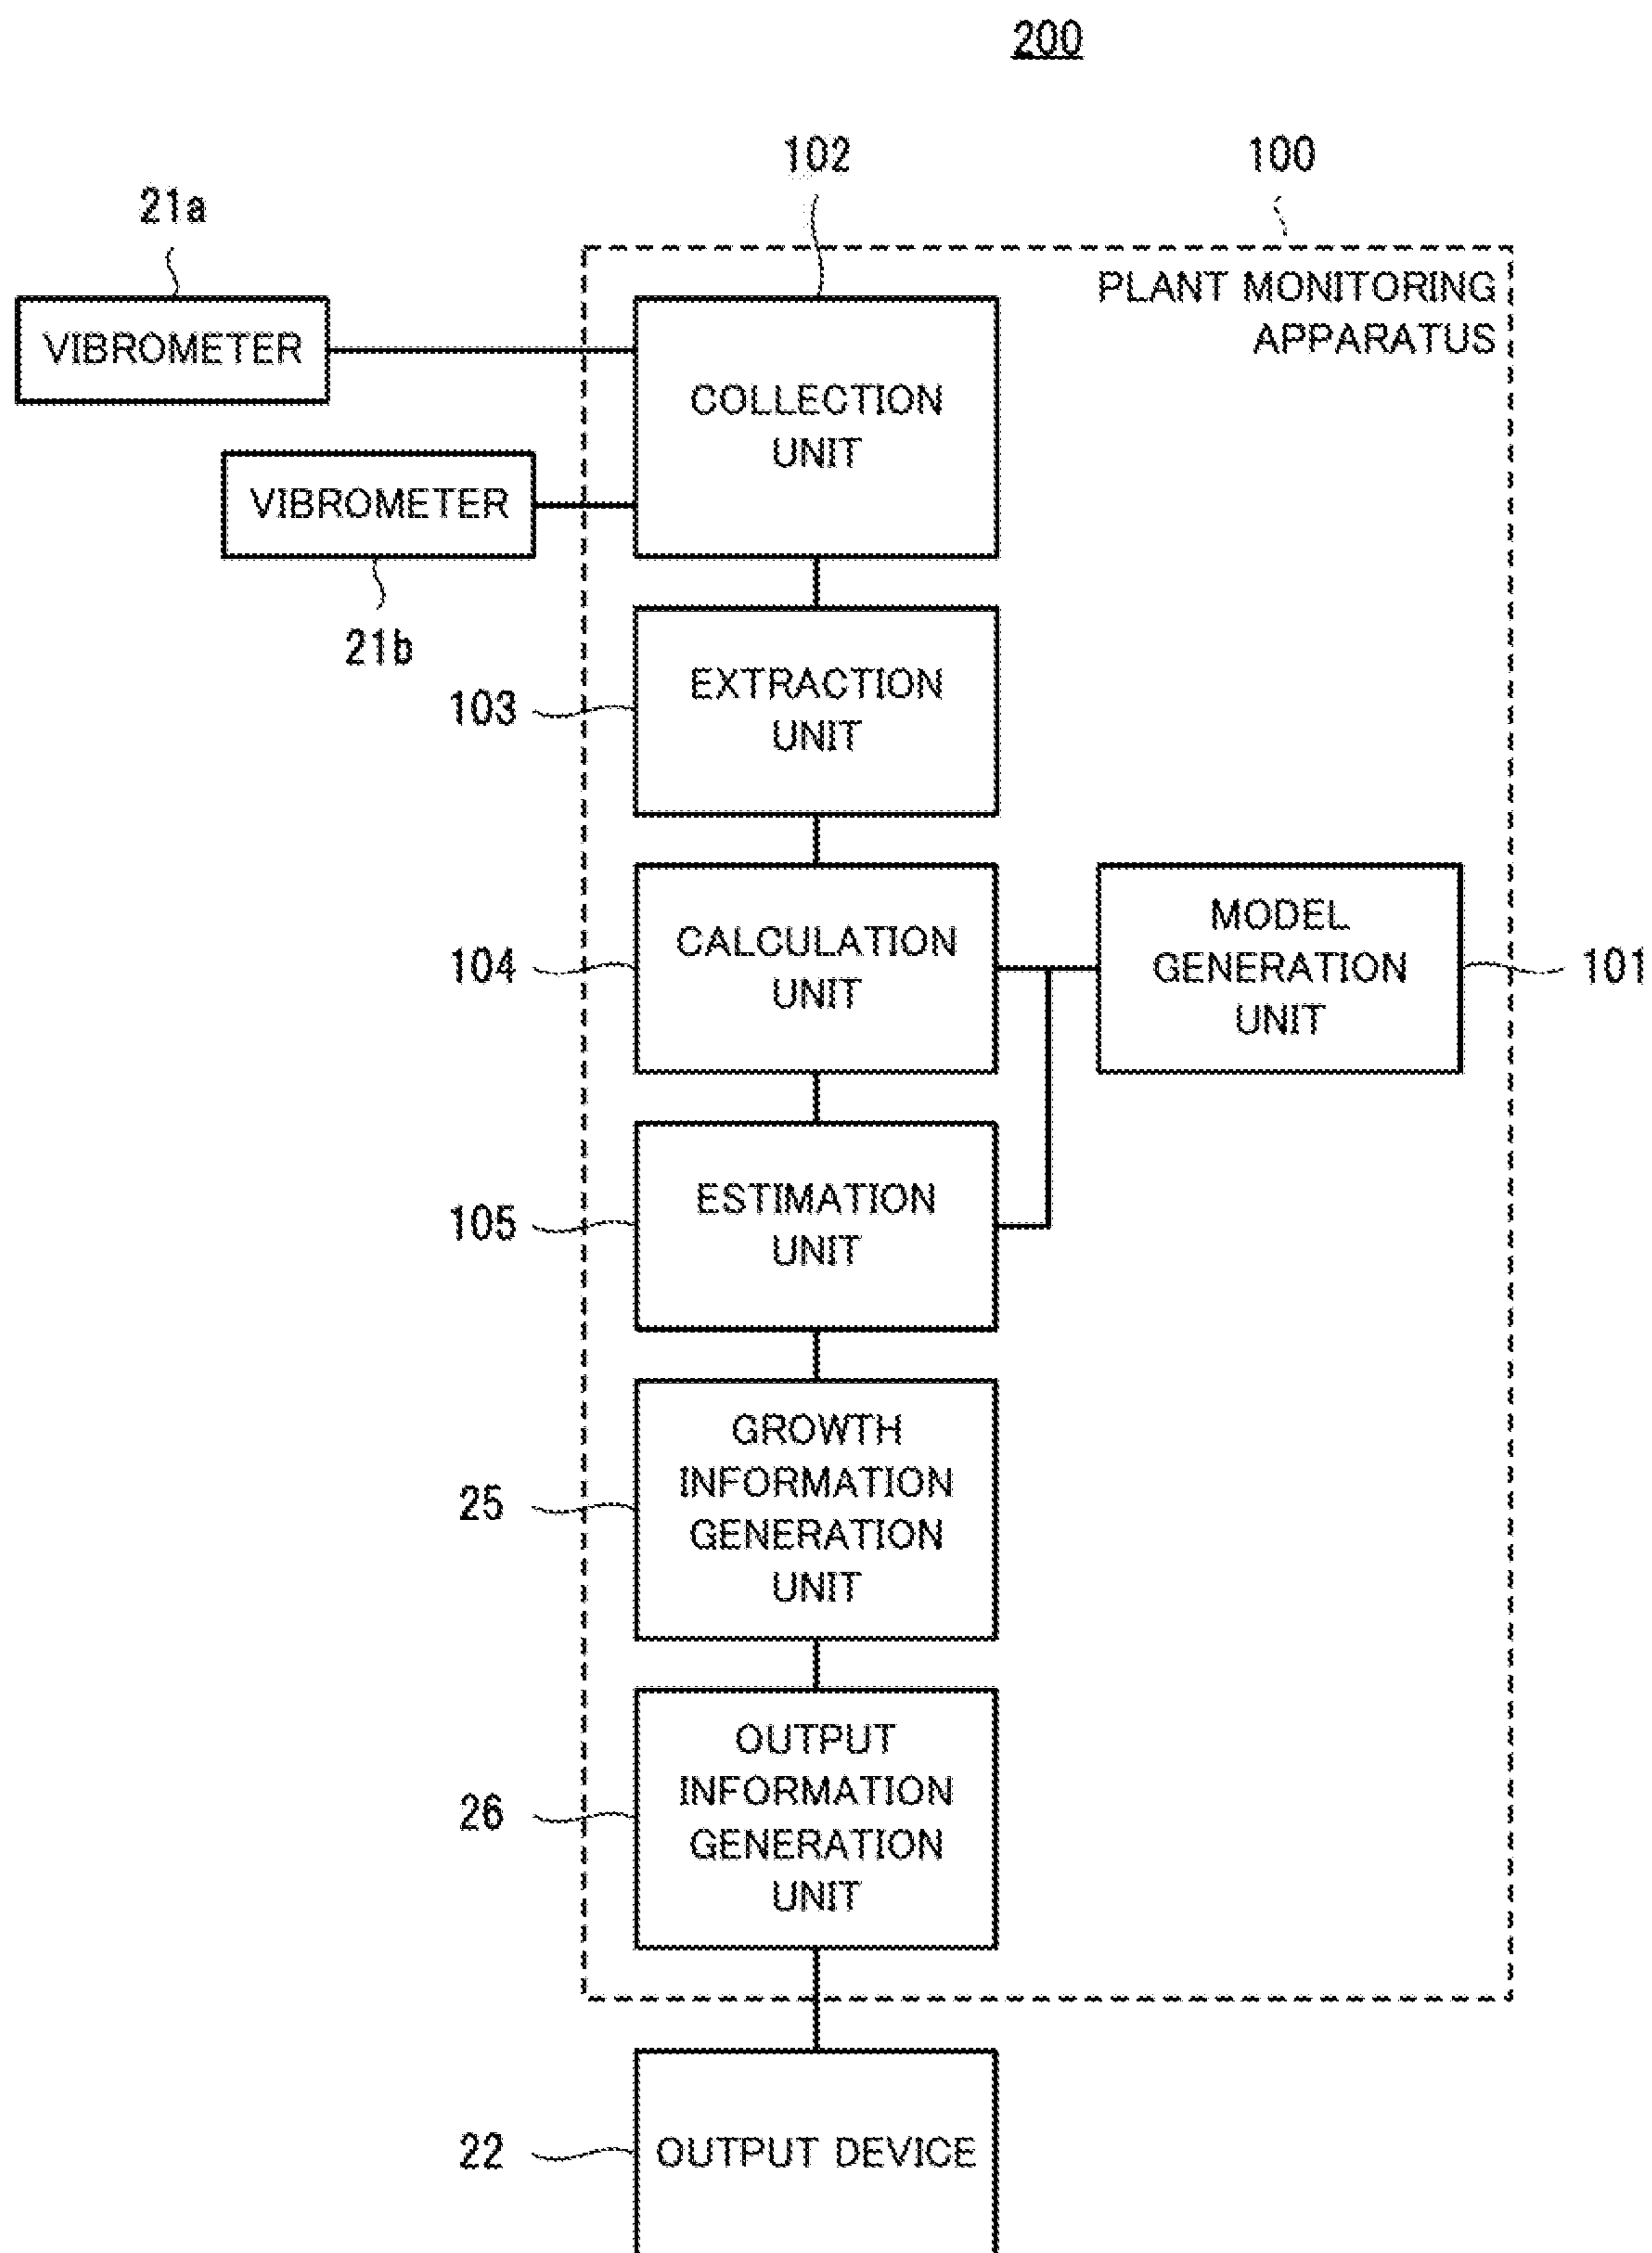 200
102
100
21a
PLANT MONITORING
APPARATUS
VIBROMETER
COLLECTION
UNIT
VIBROMETER
21b
103
EXTRACTION
UNIT
104
CALCULATION
UNIT
MODEL
GENERATION
UNIT
101
105
ESTIMATION
UNIT
25
GROWTH
INFORMATION
GENERATION
UNIT
26
OUTPUT
INFORMATION
GENERATION
UNIT
22
OUTPUT DEVICE